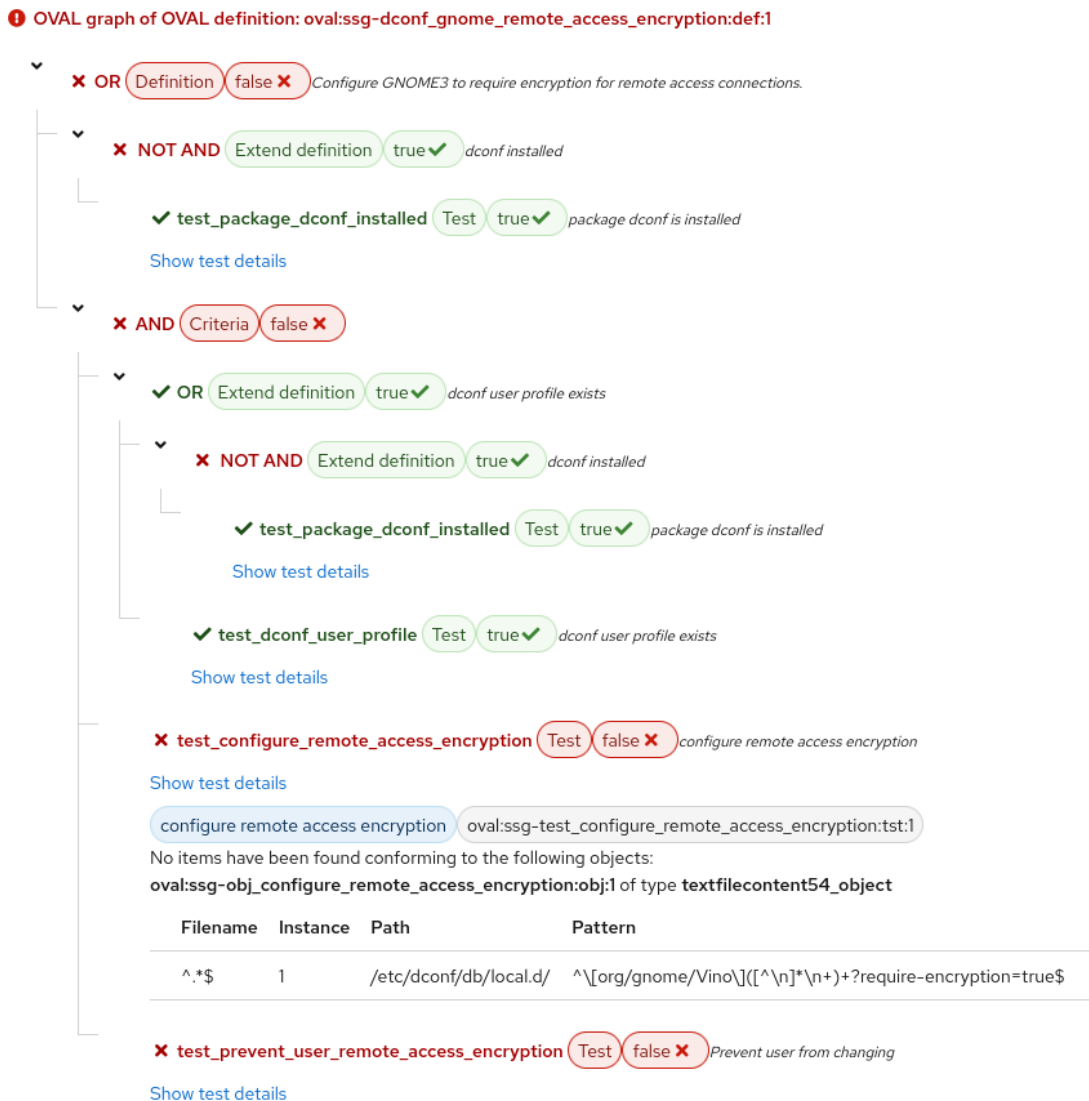 OVAL graph of OVAL definition: oval:ssg-dconf_gnome_remote_access_encryption:def:1
OR Definition false Configure GNOME3 to require encryption for remote access connections.
NOT AND Extend definition true dconf installed
test_package_dconf_installed Test true package dconf is installed
Show test details
AND Criteria false
OR Extend definition true dconf user profile exists
NOT AND Extend definition true dconf installed
test_package_dconf_installed Test true package dconf is installed
Show test details
test_dconf_user_profile Test true dconf user profile exists
Show test details
test_configure_remote_access_encryption Test false configure remote access encryption
Show test details
configure remote access encryption oval:ssg-test_configure_remote_access_encryption:tst:1
No items have been found conforming to the following objects:
oval:ssg-obj_configure_remote_access_encryption:obj:1 of type textfilecontent54_object
Filename Instance Path Pattern
^.*$ 1 /etc/dconf/db/local.d/ ^\[org/gnome/Vino\]([^\n]*\n+)+?require-encryption=true$
test_prevent_user_remote_access_encryption Test false Prevent user from changing
Show test details